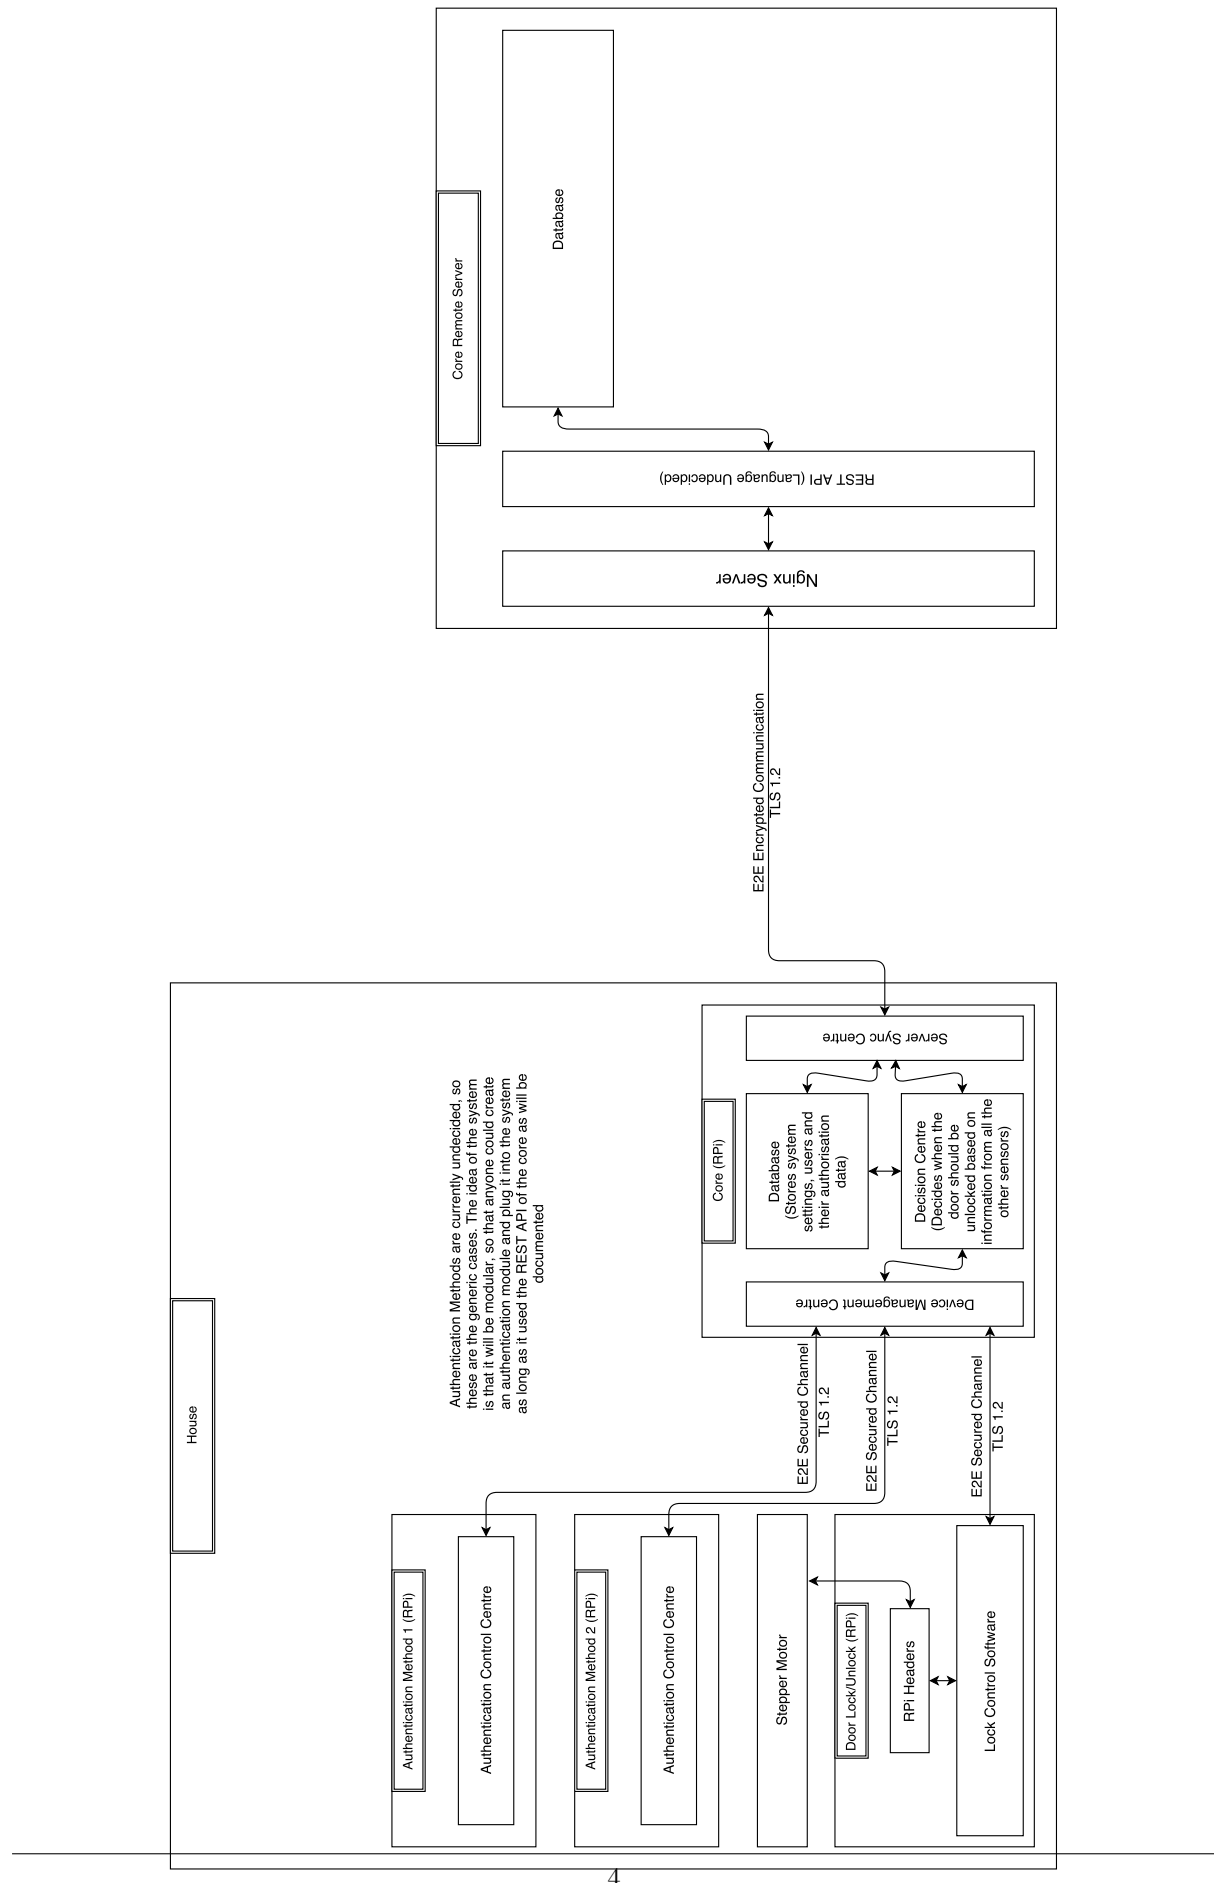 House
Authentication Method 1 (RPi)
Authentication Control Centre
Authentication Method 2 (RPi)
Authentication Control Centre
Stepper Motor
Door Lock/Unlock (RPi)
RPi Headers
Lock Control Software
Authentication Methods are currently undecided, so
these are the generic cases. The idea of the system
is that it will be modular, so that anyone could create
an authentication module and plug it into the system
as long as it used the REST API of the core as will be
documented
E2E Secured Channel
TLS 1.2
E2E Secured Channel
TLS 1.2
E2E Secured Channel
TLS 1.2
Core (RPi)
Device Management Centre
Database
(Stores system
settings, users and
their authorisation
data)
Decision Centre
(Decides when the
door should be
unlocked based on
information from all the
other sensors)
Server Sync Centre
E2E Encrypted Communication
TLS 1.2
Core Remote Server
Nginx Server
REST API (Language Undecided)
Database
4